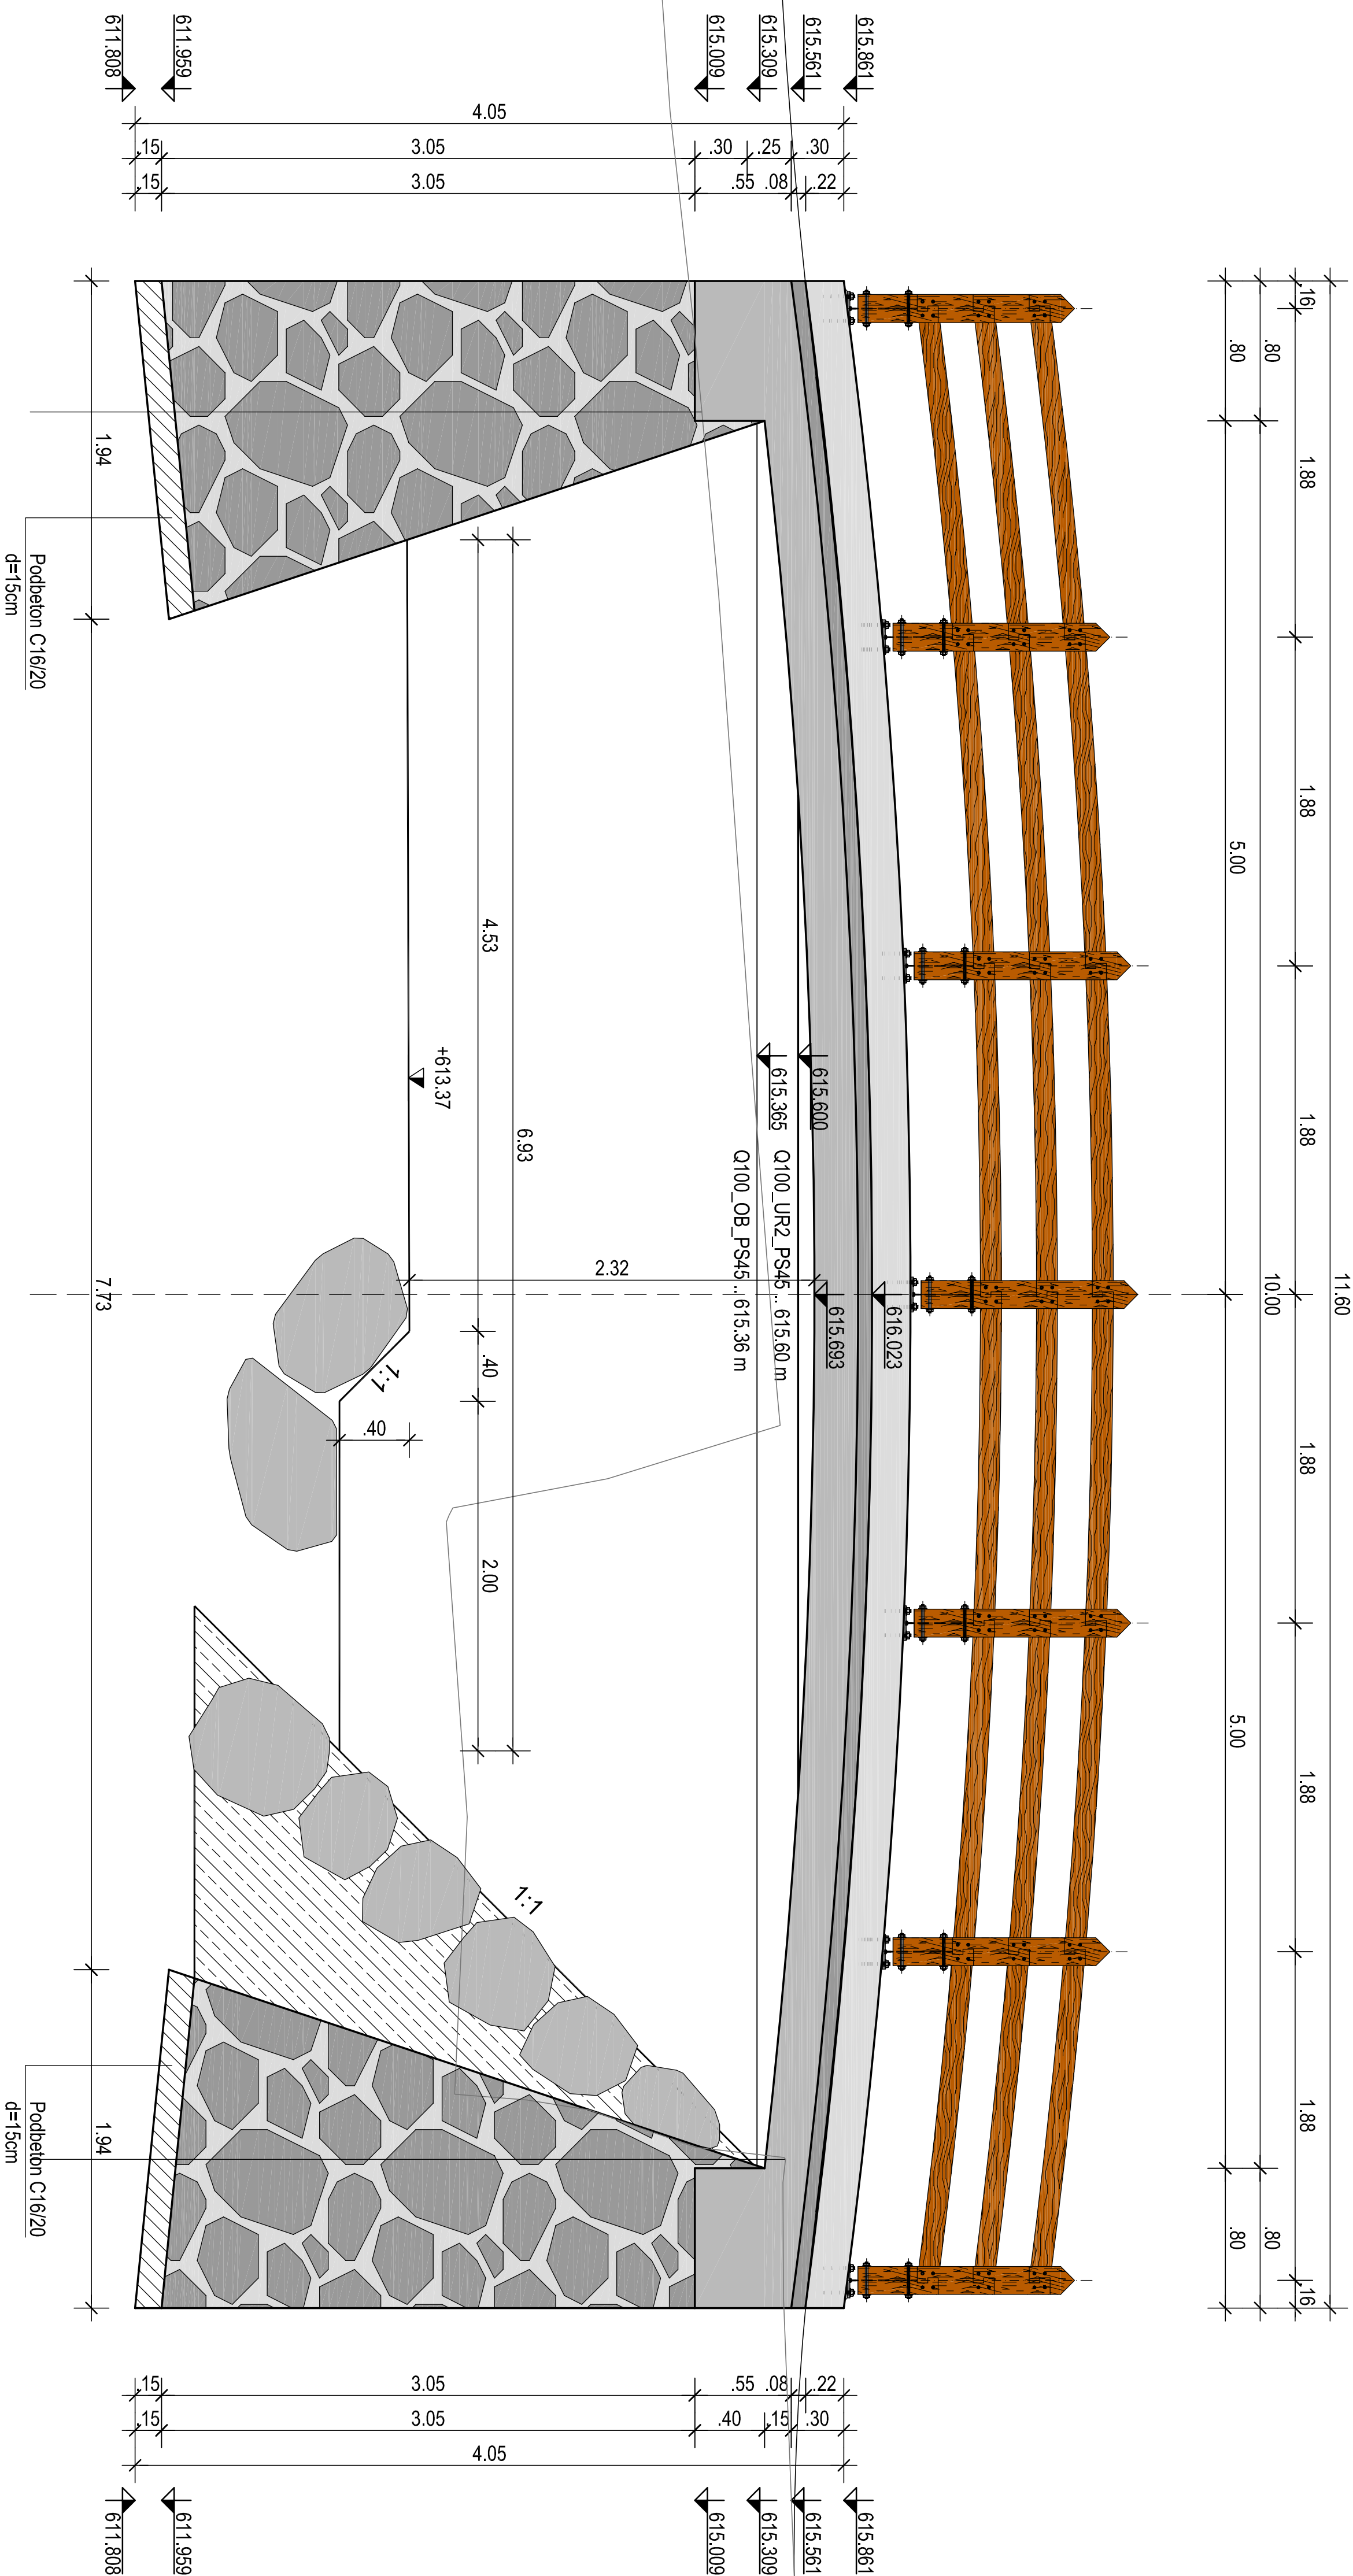 11.60
.16 1.88 1.88 1.88 1.88 1.88 1.88 .16
.80 10.00 .80
.80 5.00 5.00 .80
615.861
615.561
615.309
615.009
611.959
611.808
4.05
.15 3.05 .30 .25 .30
.15 3.05 .55 .08 .22
616.023
615.693
615.600
615.365
Q100_UR2_PS45 .. 615.60 m
Q100_OB_PS45 .. 615.36 m
2.32
6.93
4.53 .40 2.00
+613.37
1:1
.40
1:1
1.94 7.73 1.94
Podbeton C16/20
d=15cm
Podbeton C16/20
d=15cm
.15 3.05 .55 .08 .22
.15 3.05 .40 .15 .30
4.05
615.861
615.561
615.309
615.009
611.959
611.808